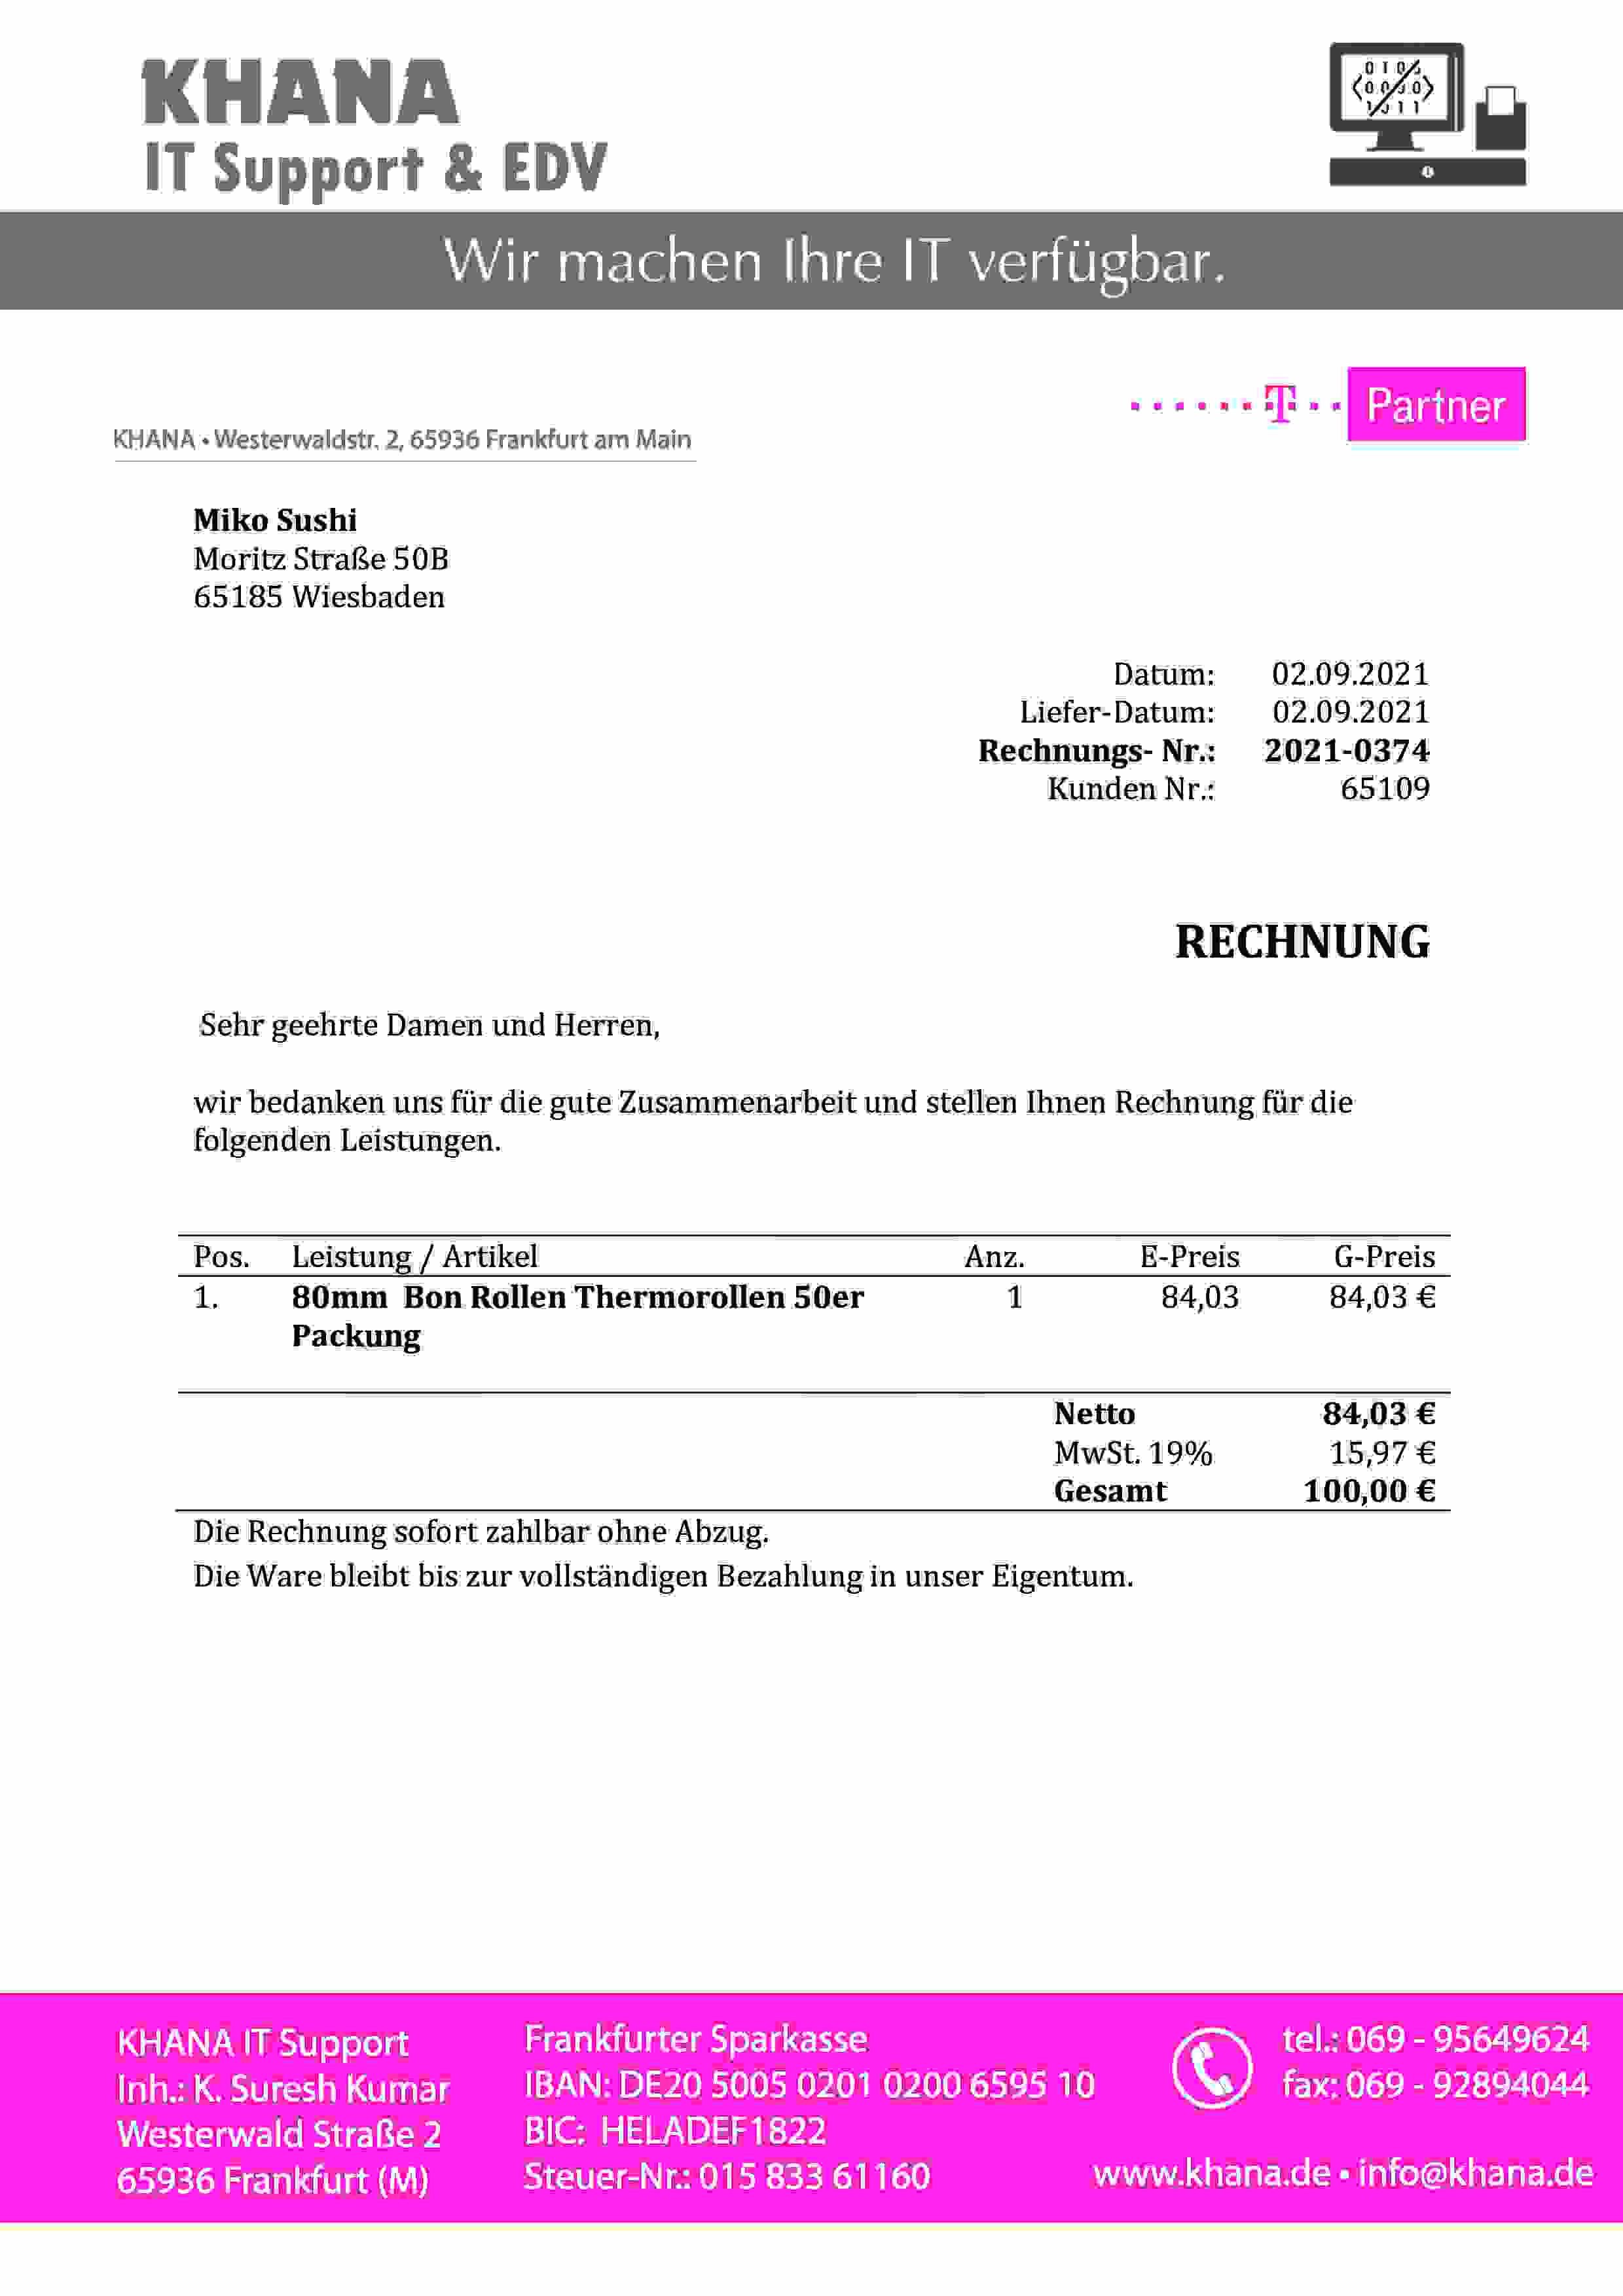 KHANA
IT Support & EDV
Wir machen Ihre IT verfügbar.
T Partner
KHANA • Westerwaldstr. 2, 65936 Frankfurt am Main
Miko Sushi
Moritz Straße 50B
65185 Wiesbaden
Datum: 02.09.2021
Liefer-Datum: 02.09.2021
Rechnungs- Nr.: 2021-0374
Kunden Nr.: 65109
RECHNUNG
Sehr geehrte Damen und Herren,
wir bedanken uns für die gute Zusammenarbeit und stellen Ihnen Rechnung für die
folgenden Leistungen.
Pos. Leistung / Artikel Anz. E-Preis G-Preis
1. 80mm Bon Rollen Thermorollen 50er 1 84,03 84,03 €
Packung
Netto 84,03 €
MwSt. 19% 15,97 €
Gesamt 100,00 €
Die Rechnung sofort zahlbar ohne Abzug.
Die Ware bleibt bis zur vollständigen Bezahlung in unser Eigentum.
KHANA IT Support
Inh.: K. Suresh Kumar
Westerwald Straße 2
65936 Frankfurt (M)
Frankfurter Sparkasse
IBAN: DE20 5005 0201 0200 6595 10
BIC: HELADEF1822
Steuer-Nr.: 015 833 61160
tel.: 069 - 95649624
fax: 069 - 92894044
www.khana.de • info@khana.de